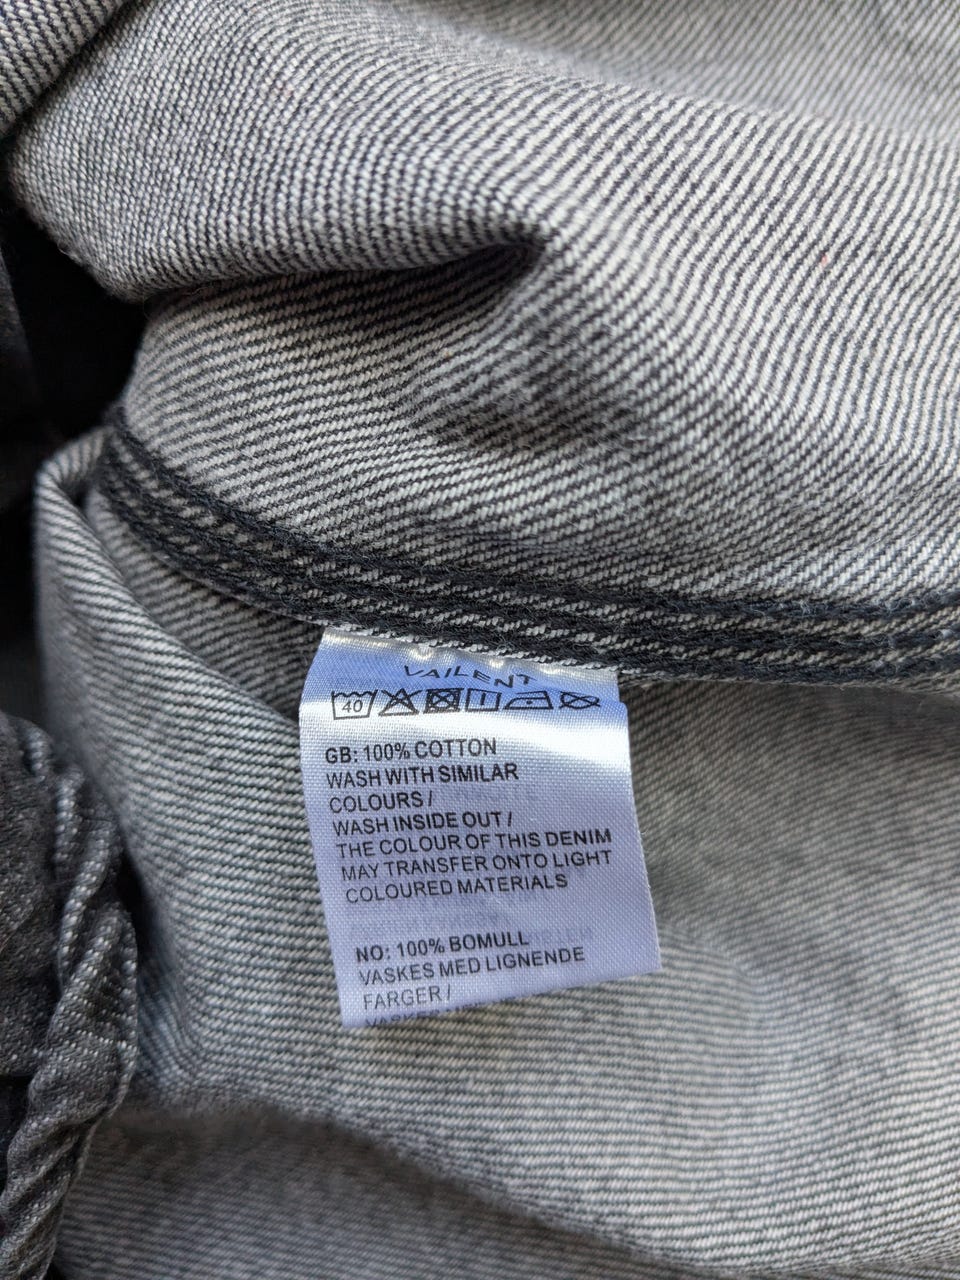 VAILENT
40
GB: 100% COTTON
WASH WITH SIMILAR
COLOURS /
WASH INSIDE OUT /
THE COLOUR OF THIS DENIM
MAY TRANSFER ONTO LIGHT
COLOURED MATERIALS
NO: 100% BOMULL
VASKES MED LIGNENDE
FARGER /